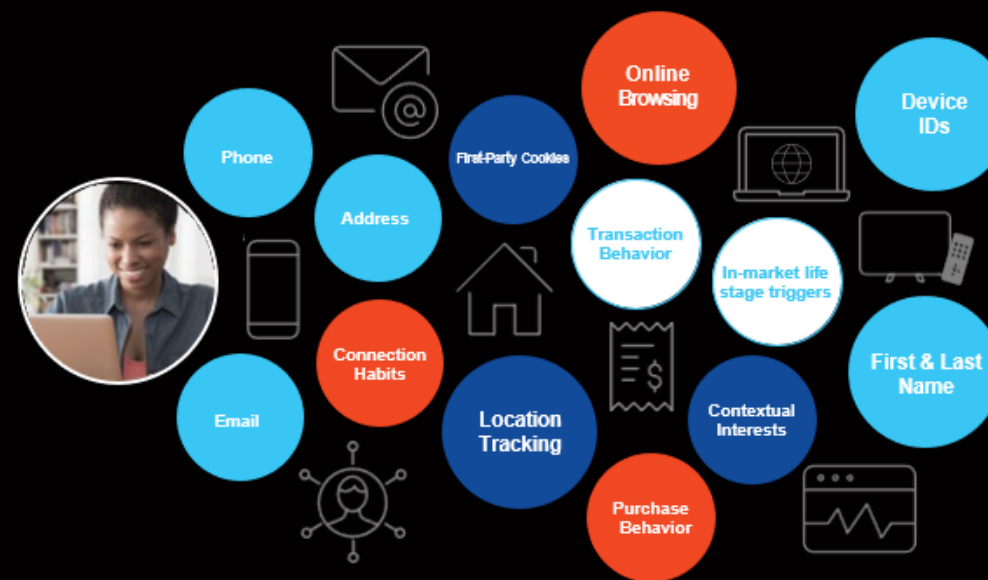 Online
Browsing
Device
IDs
Phone
First-Party Cookies
Address
@
Transaction
Behavior
In-market life
stage triggers
Connection
Habits
$
First & Last
Name
Email
Location
Tracking
Contextual
Interests
Purchase
Behavior